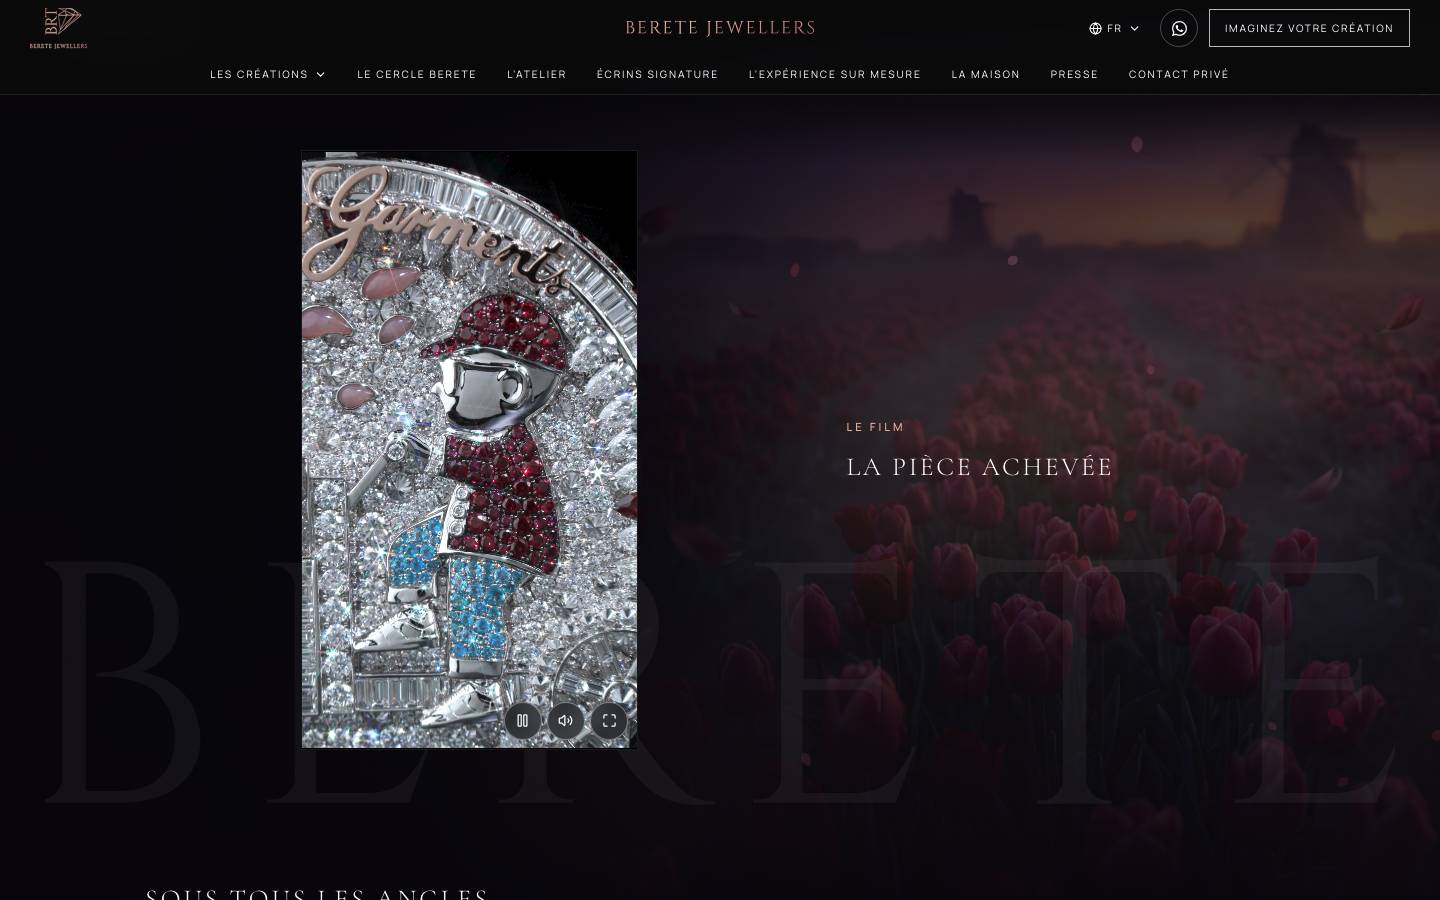 BRT
BERETE JEWELLERS
BERETE JEWELLERS
FR
IMAGINEZ VOTRE CRÉATION
LES CRÉATIONS
LE CERCLE BERETE
L'ATELIER
ÉCRINS SIGNATURE
L'EXPÉRIENCE SUR MESURE
LA MAISON
PRESSE
CONTACT PRIVÉ
Garments
LE FILM
LA PIÈCE ACHEVÉE
BERETE
SOUS TOUS LES ANGLES